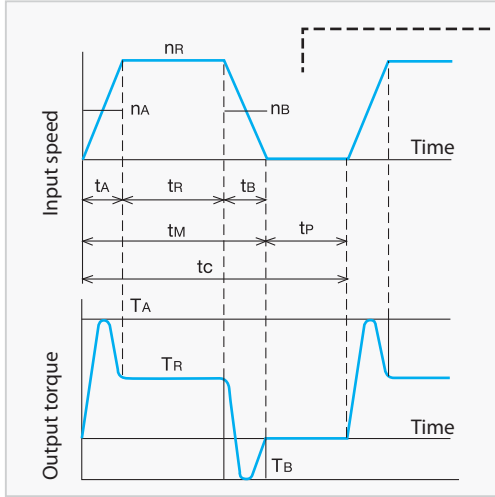 nR
nA
nB
Input speed
Time
tA
tR
tB
tM
tP
tc
TA
TR
Output torque
Time
TB